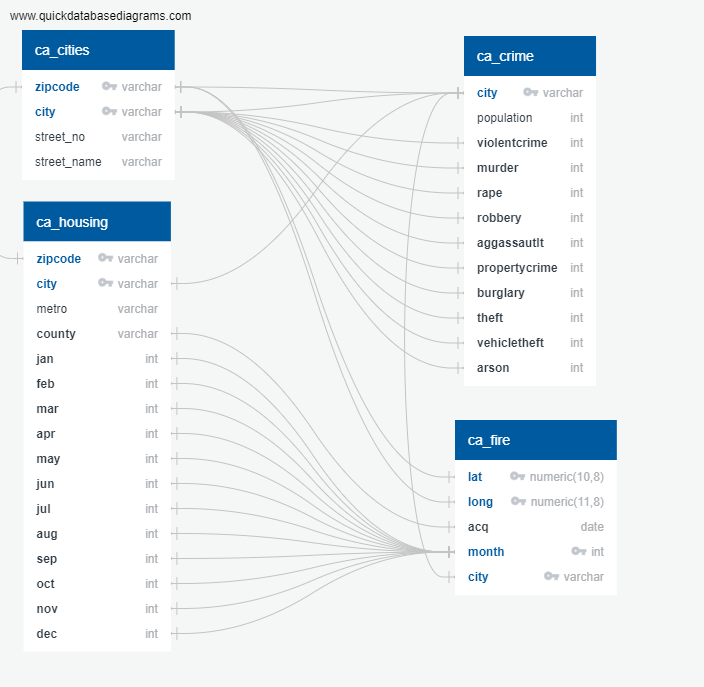 www.quickdatabasediagrams.com
ca_cities
zipcode varchar
city varchar
street_no varchar
street_name varchar
ca_housing
zipcode varchar
city varchar
metro varchar
county varchar
jan int
feb int
mar int
apr int
may int
jun int
jul int
aug int
sep int
oct int
nov int
dec int
ca_crime
city varchar
population int
violentcrime int
murder int
rape int
robbery int
aggassautlt int
propertycrime int
burglary int
theft int
vehicletheft int
arson int
ca_fire
lat numeric(10,8)
long numeric(11,8)
acq date
month int
city varchar